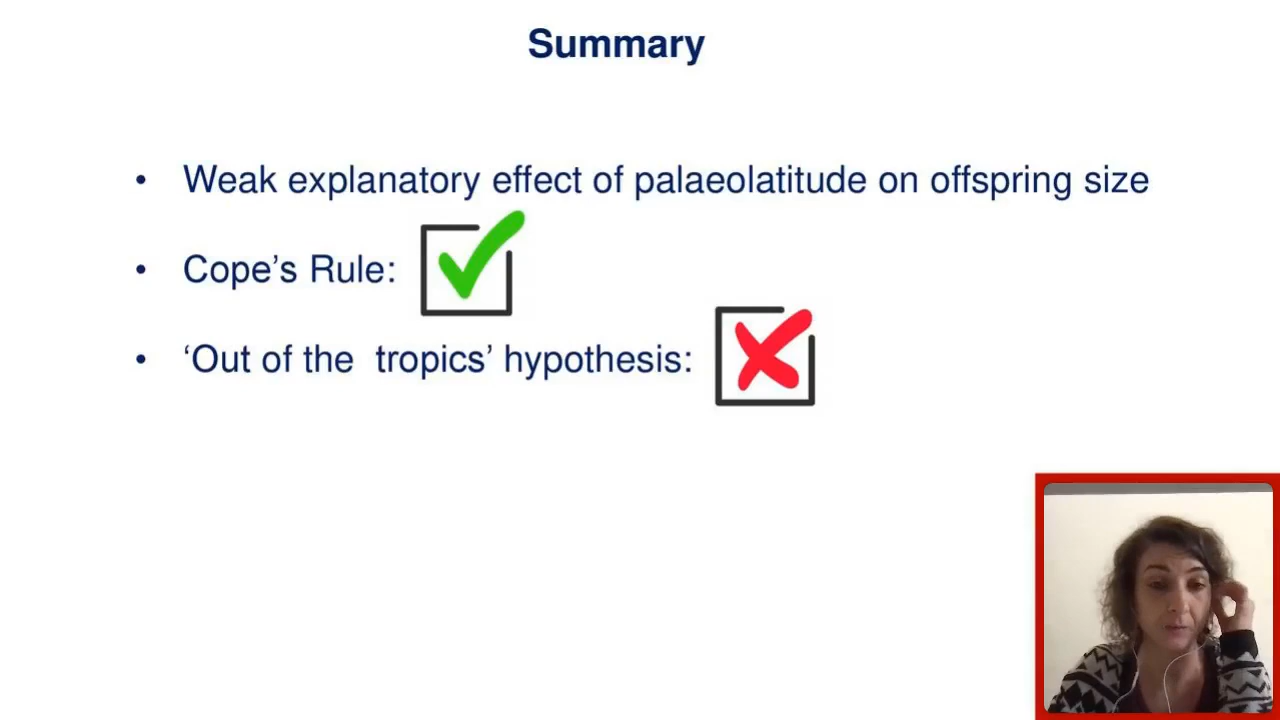 Summary
• Weak explanatory effect of palaeolatitude on offspring size
• Cope’s Rule:
• ‘Out of the tropics’ hypothesis: